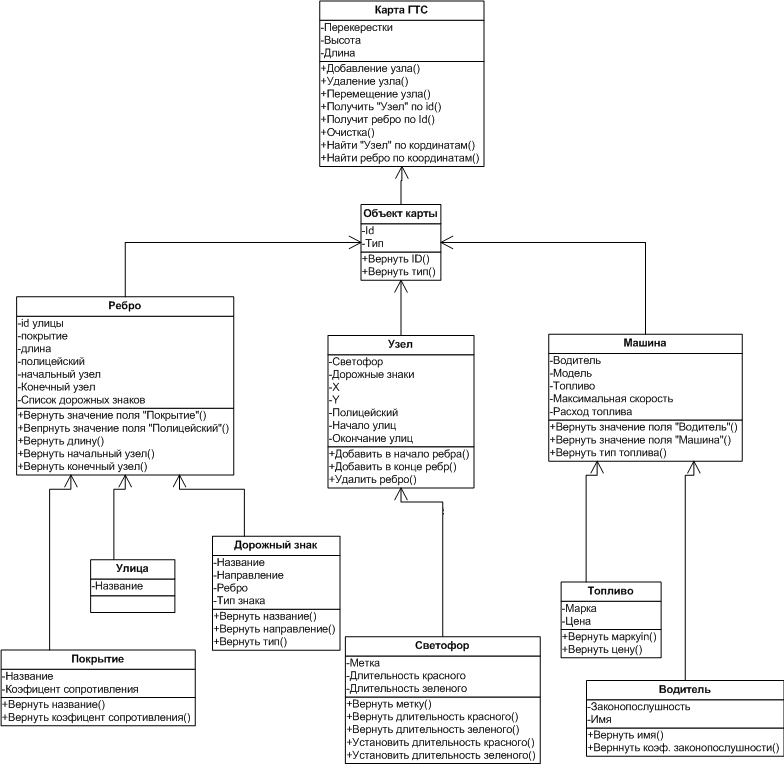 Карта ГТС
-Перекерестки
-Высота
-Длина
+Добавление узла()
+Удаление узла()
+Перемещение узла()
+Получить "Узел" по id()
+Получит ребро по Id()
+Очистка()
+Найти "Узел" по кординатам()
+Найти ребро по координатам()
Объект карты
-Id
-Тип
+Вернуть ID()
+Вернуть тип()
Ребро
-id улицы
-покрытие
-длина
-полицейский
-начальный узел
-Конечный узел
-Список дорожных знаков
+Вернуть значение поля "Покрытие"()
+Вепрнуть значение поля "Полицейский"()
+Вернуть длину()
+Вернуть начальный узел()
+Вернуть конечный узел()
Узел
-Светофор
-Дорожные знаки
-X
-Y
-Полицейский
-Начало улиц
-Окончание улиц
+Добавить в начало ребра()
+Добавить в конце ребр()
+Удалить ребро()
Машина
-Водитель
-Модель
-Топливо
-Максимальная скорость
-Расход топлива
+Вернуть значение поля "Водитель"()
+Вернуть значение поля "Машина"()
+Вернуть тип топлива()
Улица
-Название
Дорожный знак
-Название
-Направление
-Ребро
-Тип знака
+Вернуть название()
+Вернуть направление()
+Вернуть тип()
Топливо
-Марка
-Цена
+Вернуть маркуin()
+Вернуть цену()
Покрытие
-Название
-Коэфицент сопротивления
+Вернуть название()
+Вернуть коэфицент сопротивления()
Светофор
-Метка
-Длительность красного
-Длительность зеленого
+Вернуть метку()
+Вернуть длительность красного()
+Вернуть длительность зеленого()
+Установить длительность красного()
+Установить длительность зеленого()
Водитель
-Законопослушность
-Имя
+Вернуть имя()
+Верннуть коэф. законопослушности()